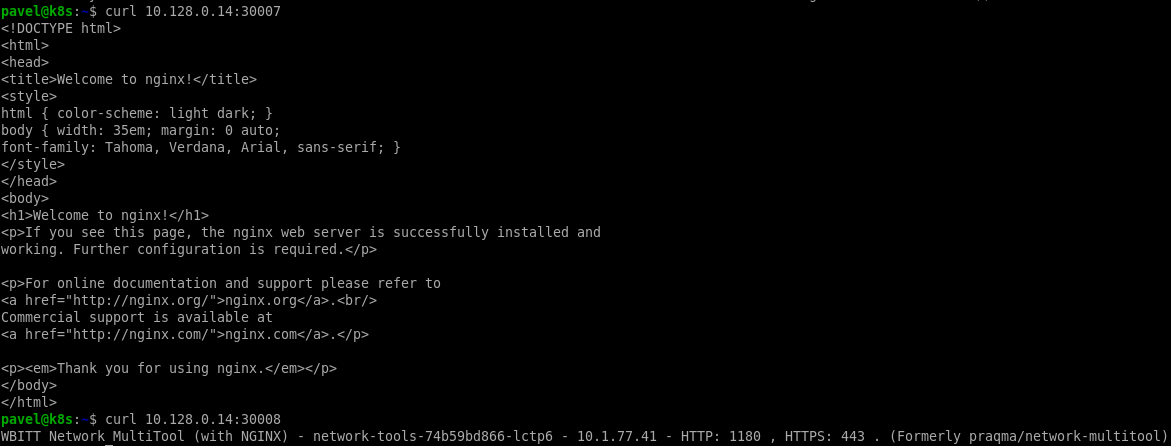 pavel@k8s:~$ curl 10.128.0.14:30007
<!DOCTYPE html>
<html>
<head>
<title>Welcome to nginx!</title>
<style>
html { color-scheme: light dark; }
body { width: 35em; margin: 0 auto;
font-family: Tahoma, Verdana, Arial, sans-serif; }
</style>
</head>
<body>
<h1>Welcome to nginx!</h1>
<p>If you see this page, the nginx web server is successfully installed and
working. Further configuration is required.</p>

<p>For online documentation and support please refer to
<a href="http://nginx.org/">nginx.org</a>.<br/>
Commercial support is available at
<a href="http://nginx.com/">nginx.com</a>.</p>

<p><em>Thank you for using nginx.</em></p>
</body>
</html>
pavel@k8s:~$ curl 10.128.0.14:30008
WBITT Network MultiTool (with NGINX) - network-tools-74b59bd866-lctp6 - 10.1.77.41 - HTTP: 1180 , HTTPS: 443 . (Formerly praqma/network-multitool)